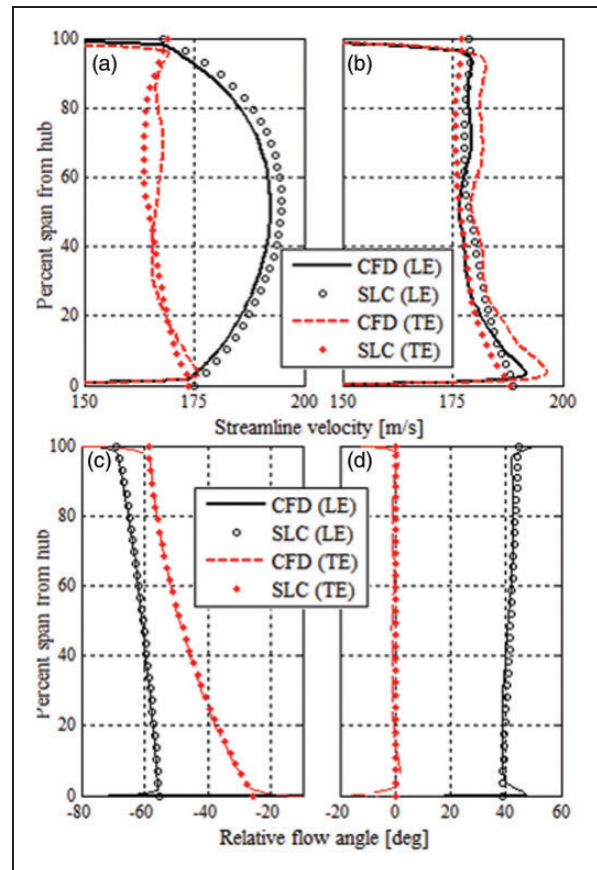 100
(a)
(b)
80
60
40
20
0
Percent span from hub
CFD (LE)
SLC (LE)
CFD (TE)
SLC (TE)
150 175 200
150 175 200
Streamline velocity [m/s]
100
(c)
(d)
80
60
40
20
0
Percent span from hub
CFD (LE)
SLC (LE)
CFD (TE)
SLC (TE)
-80 -60 -40 -20
-20 0 20 40 60
Relative flow angle [deg]